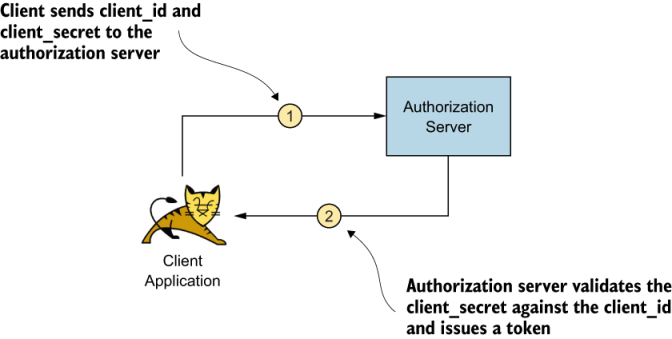 Client sends client_id and
client_secret to the
authorization server
1
Authorization
Server
2
Client
Application
Authorization server validates the
client_secret against the client_id
and issues a token